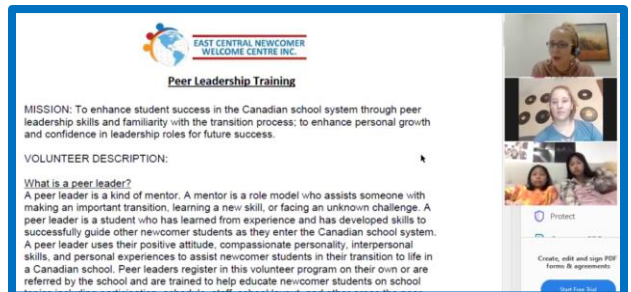 EAST CENTRAL NEWCOMER
WELCOME CENTRE INC.
Peer Leadership Training
MISSION: To enhance student success in the Canadian school system through peer
leadership skills and familiarity with the transition process; to enhance personal growth
and confidence in leadership roles for future success.
VOLUNTEER DESCRIPTION:
What is a peer leader?
A peer leader is a kind of mentor. A mentor is a role model who assists someone with
making an important transition, learning a new skill, or facing an unknown challenge. A
peer leader is a student who has learned from experience and has developed skills to
successfully guide other newcomer students as they enter the Canadian school system.
A peer leader uses their positive attitude, compassionate personality, interpersonal
skills, and personal experiences to assist newcomer students in their transition to life in
a Canadian school. Peer leaders register in this volunteer program on their own or are
referred by the school and are trained to help educate newcomer students on school
Protect
Create, edit and sign PDF
forms & agreements
Start Free Trial